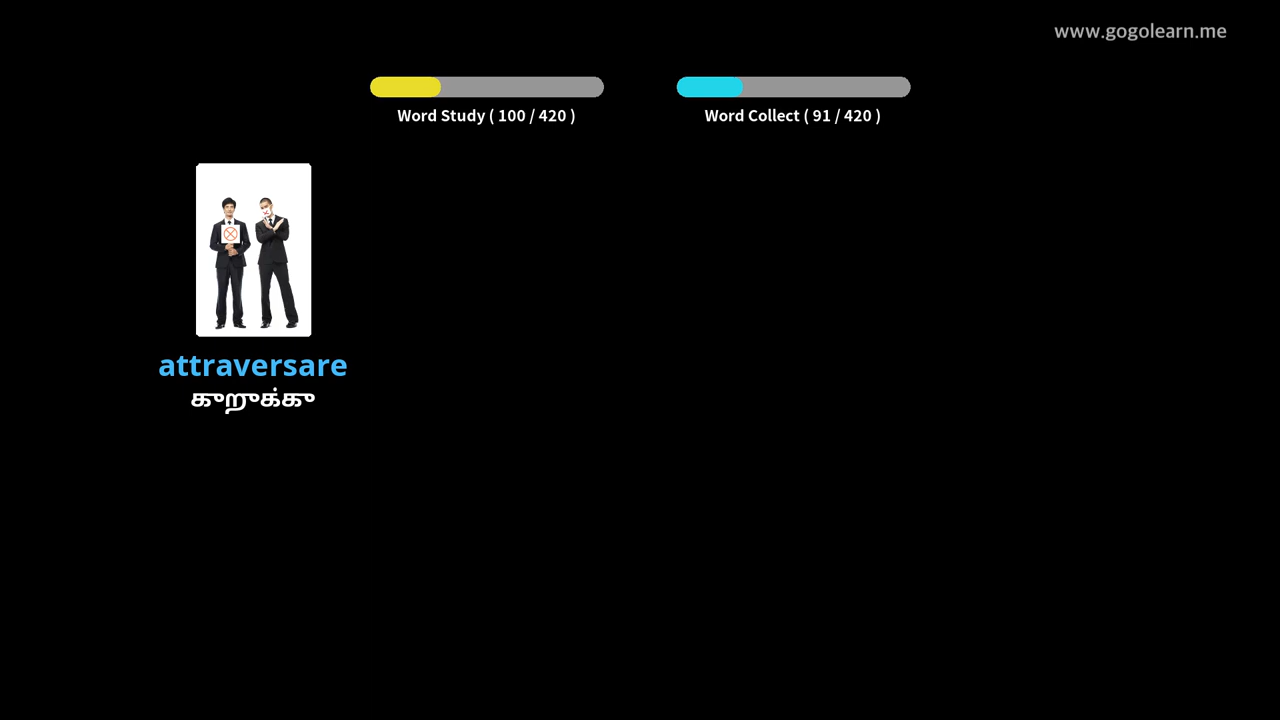 www.gogolearn.me
Word Study ( 100 / 420 )
Word Collect ( 91 / 420 )
attraversare
குறுக்கு